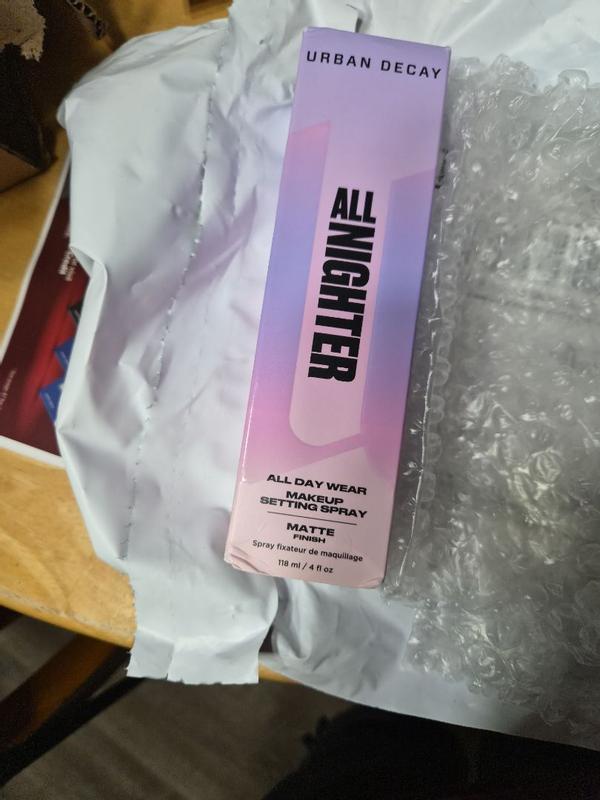 URBAN DECAY
ALL
NIGHTER
ALL DAY WEAR
MAKEUP
SETTING SPRAY
MATTE
FINISH
Spray fixateur de maquillage
118 ml / 4 fl oz